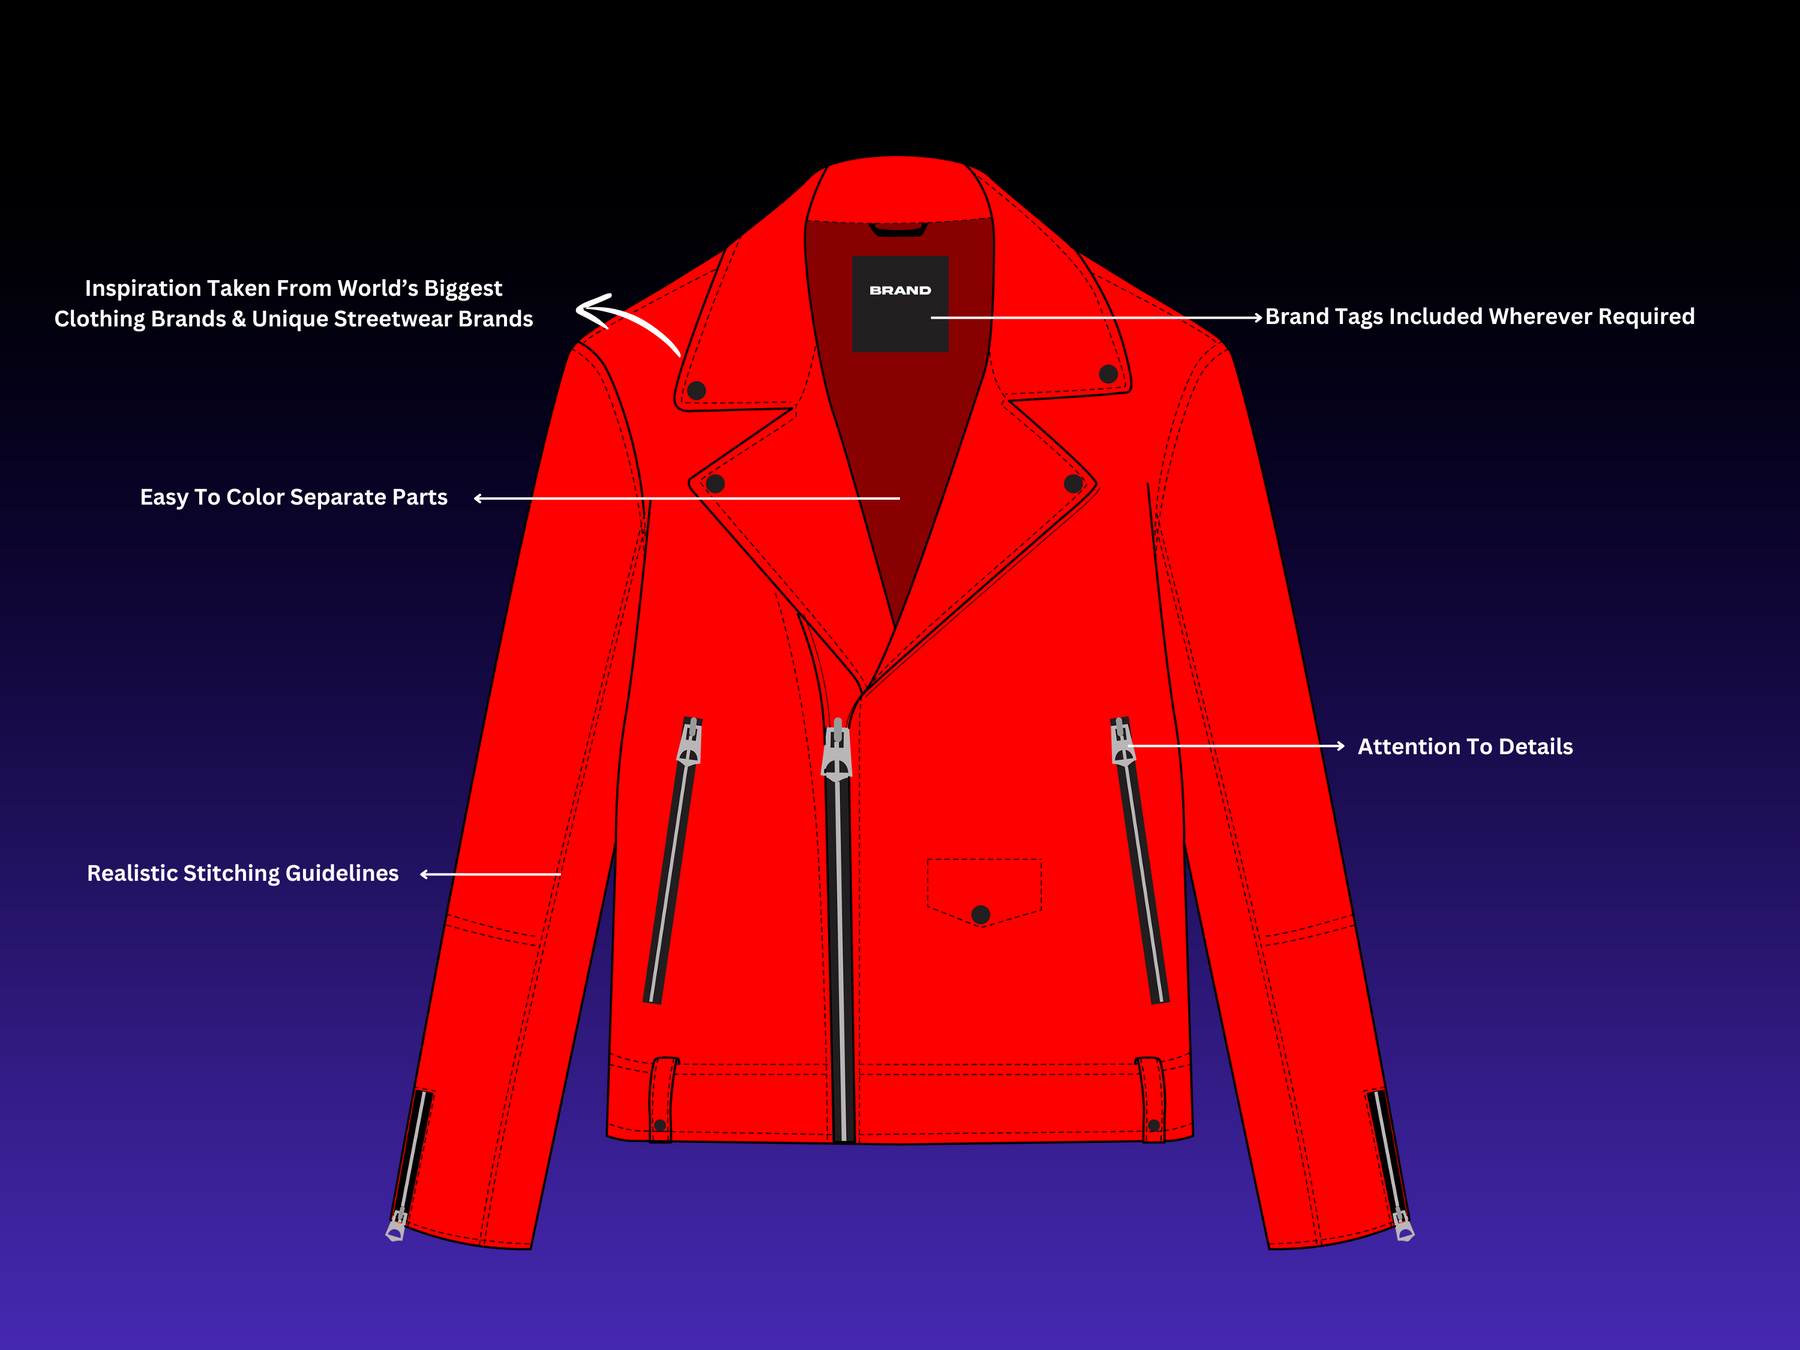 Inspiration Taken From World’s Biggest
Clothing Brands & Unique Streetwear Brands
BRAND
Brand Tags Included Wherever Required
Easy To Color Separate Parts
Attention To Details
Realistic Stitching Guidelines